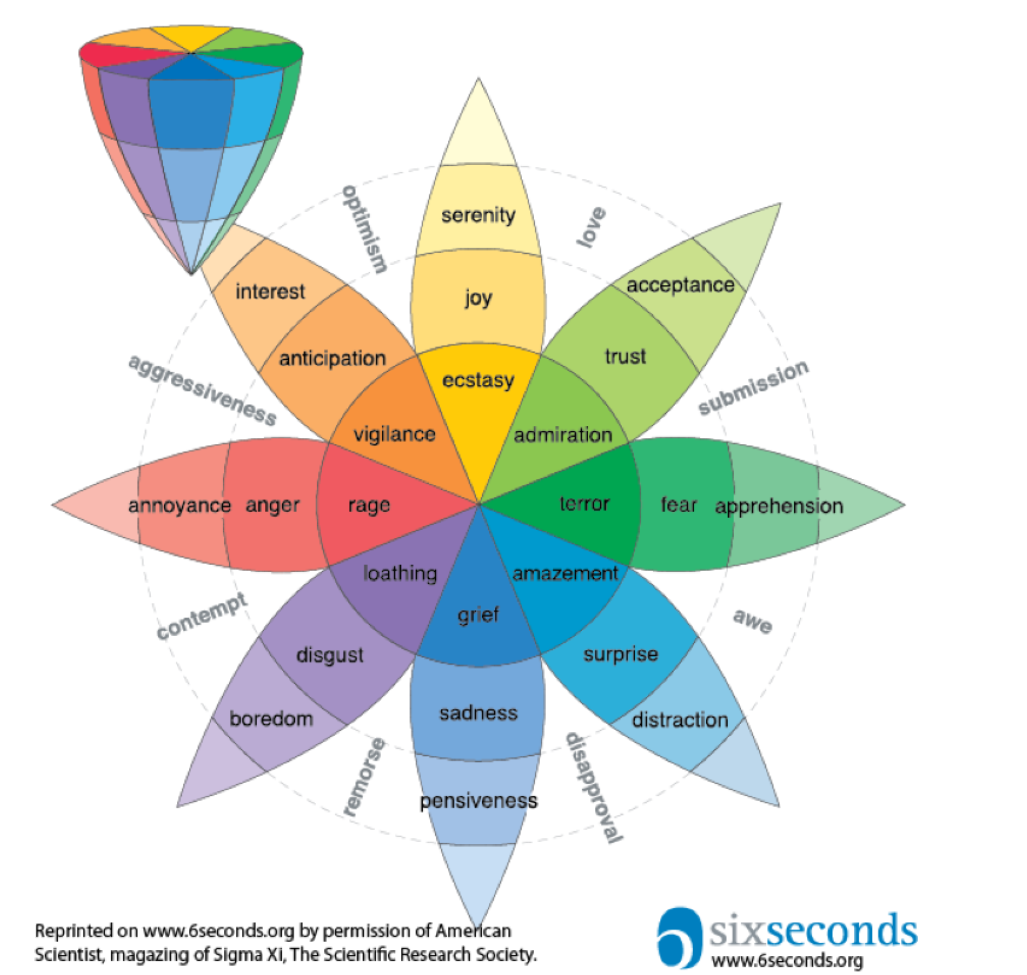 optimism
serenity
love
interest
joy
acceptance
anticipation
trust
aggressiveness
ecstasy
submission
vigilance
admiration
annoyance
anger
rage
terror
fear
apprehension
loathing
amazement
contempt
grief
awe
disgust
surprise
boredom
sadness
distraction
remorse
disapproval
pensiveness
Reprinted on www.6seconds.org by permission of American
Scientist, magazing of Sigma Xi, The Scientific Research Society.
sixseconds
www.6seconds.org